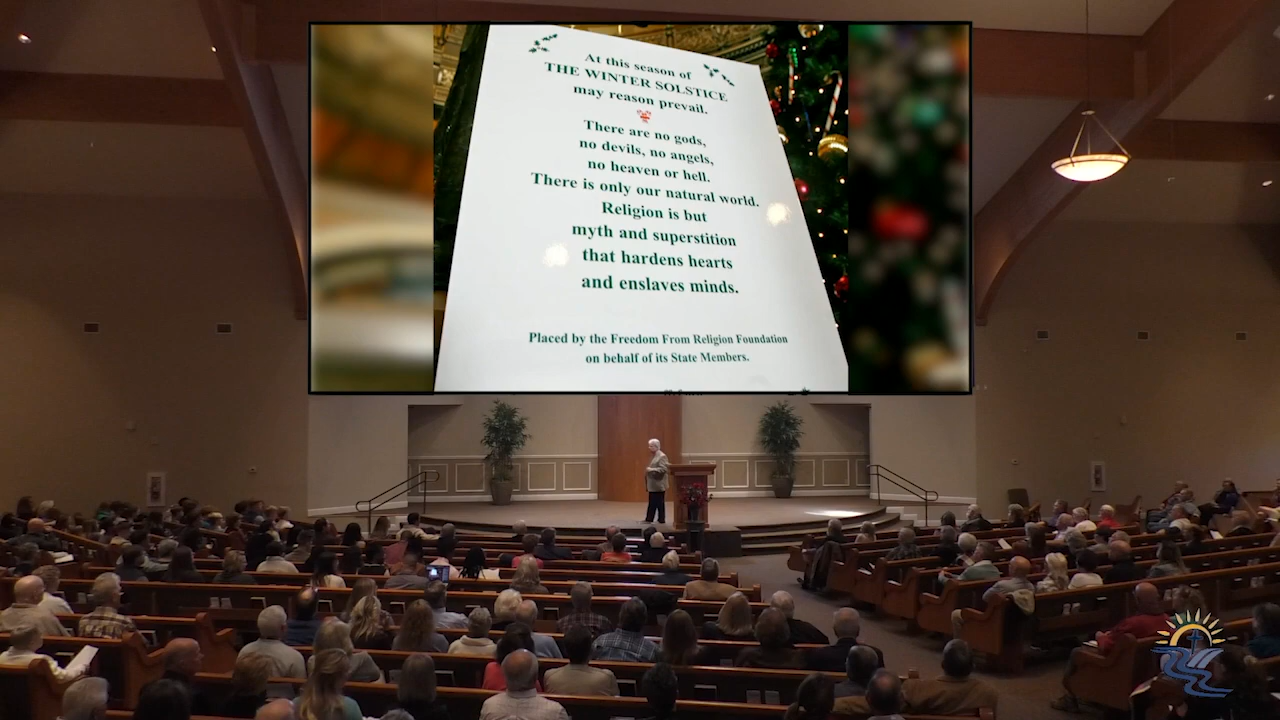 At this season of
THE WINTER SOLSTICE
may reason prevail.
There are no gods,
no devils, no angels,
no heaven or hell.
There is only our natural world.
Religion is but
myth and superstition
that hardens hearts
and enslaves minds.
Placed by the Freedom From Religion Foundation
on behalf of its State Members.